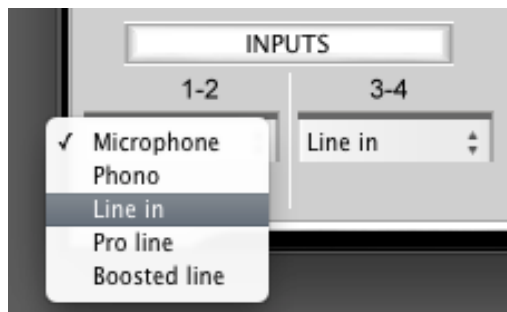 INPUTS
1-2 3-4
✓ Microphone Line in
Phono
Line in
Pro line
Boosted line